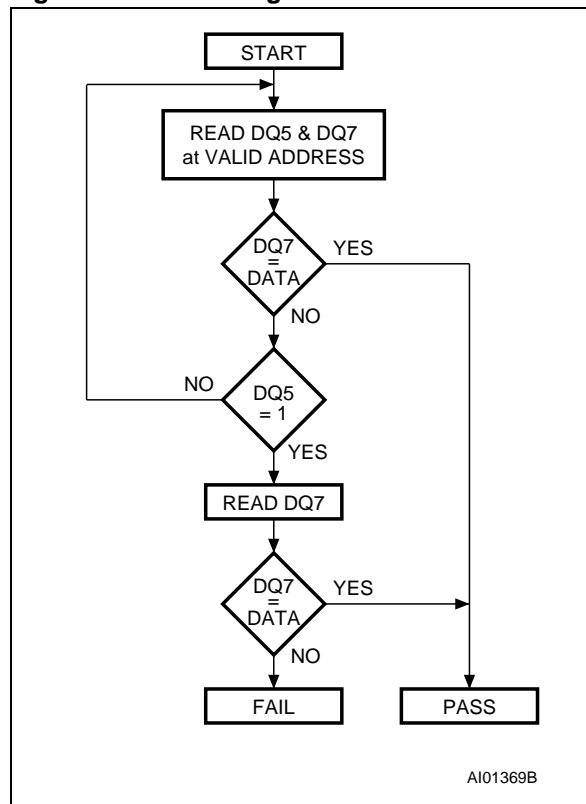 START
READ DQ5 & DQ7
at VALID ADDRESS
DQ7
=
DATA
YES
NO
NO
DQ5
= 1
YES
READ DQ7
DQ7
=
DATA
YES
NO
FAIL
PASS
AI01369B